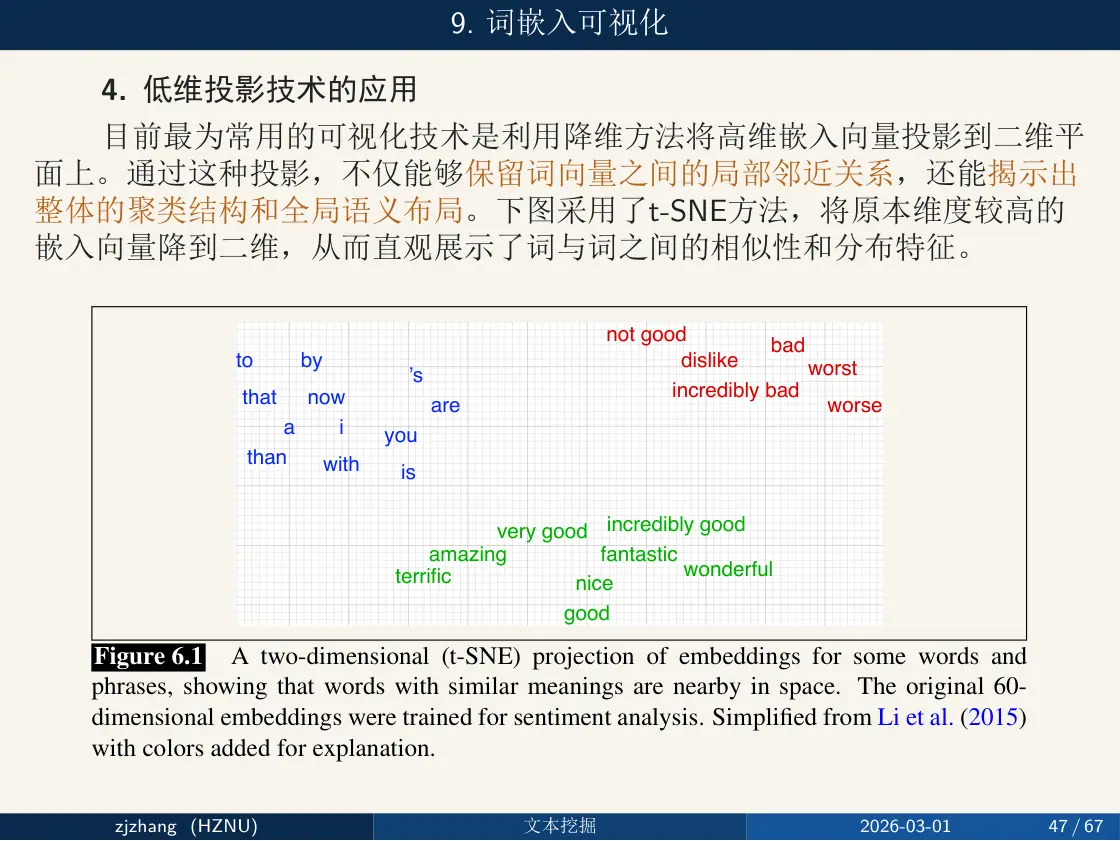 9. 词嵌入可视化
4. 低维投影技术的应用
目前最为常用的可视化技术是利用降维方法将高维嵌入向量投影到二维平
面上。通过这种投影，不仅能够保留词向量之间的局部邻近关系，还能揭示出
整体的聚类结构和全局语义布局。下图采用了t-SNE方法，将原本维度较高的
嵌入向量降到二维，从而直观展示了词与词之间的相似性和分布特征。
not good
bad
to by
dislike
worst
's
incredibly bad
that now
are
worse
a i
you
than with
is
very good incredibly good
amazing fantastic
terrific
wonderful
nice
good
Figure 6.1 A two-dimensional (t-SNE) projection of embeddings for some words and
phrases, showing that words with similar meanings are nearby in space. The original 60-
dimensional embeddings were trained for sentiment analysis. Simplified from Li et al. (2015)
with colors added for explanation.
zjzhang (HZNU) 文本挖掘 2026-03-01 47 / 67